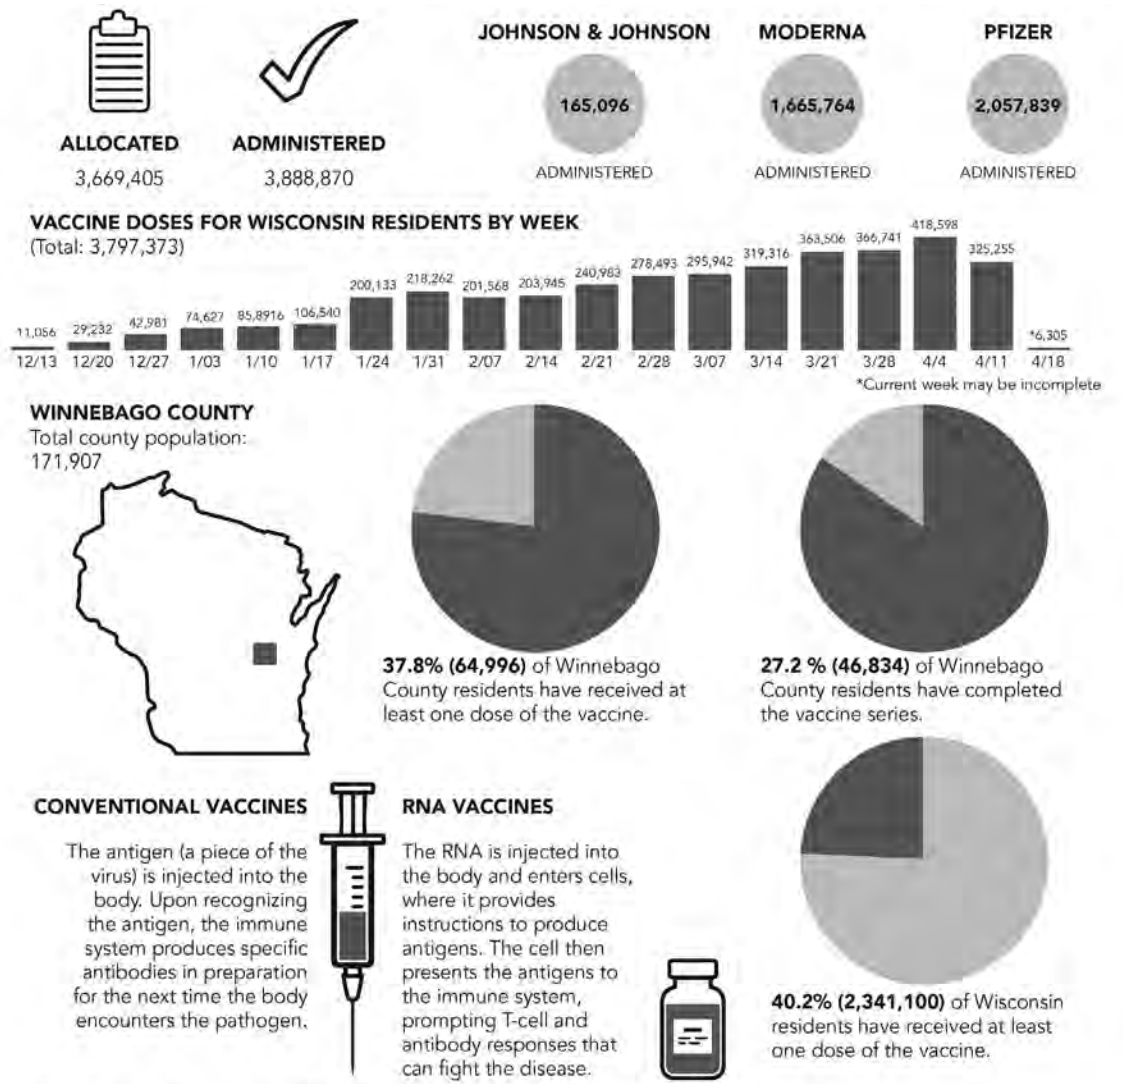 ALLOCATED
3,669,405
ADMINISTERED
3,888,870
JOHNSON & JOHNSON
165,096
ADMINISTERED
MODERNA
1,665,764
ADMINISTERED
PFIZER
2,057,839
ADMINISTERED
VACCINE DOSES FOR WISCONSIN RESIDENTS BY WEEK
(Total: 3,797,373)
11,056 29,232 42,981 74,627 85,8916 106,540 200,133 218,262 201,568 203,945 240,983 278,493 295,942 319,316 363,506 366,741 418,598 325,255 *6,305
12/13 12/20 12/27 1/03 1/10 1/17 1/24 1/31 2/07 2/14 2/21 2/28 3/07 3/14 3/21 3/28 4/4 4/11 4/18
*Current week may be incomplete
WINNEBAGO COUNTY
Total county population:
171,907
37.8% (64,996) of Winnebago
County residents have received at
least one dose of the vaccine.
27.2 % (46,834) of Winnebago
County residents have completed
the vaccine series.
CONVENTIONAL VACCINES
The antigen (a piece of the
virus) is injected into the
body. Upon recognizing
the antigen, the immune
system produces specific
antibodies in preparation
for the next time the body
encounters the pathogen.
RNA VACCINES
The RNA is injected into
the body and enters cells,
where it provides
instructions to produce
antigens. The cell then
presents the antigens to
the immune system,
prompting T-cell and
antibody responses that
can fight the disease.
40.2% (2,341,100) of Wisconsin
residents have received at least
one dose of the vaccine.